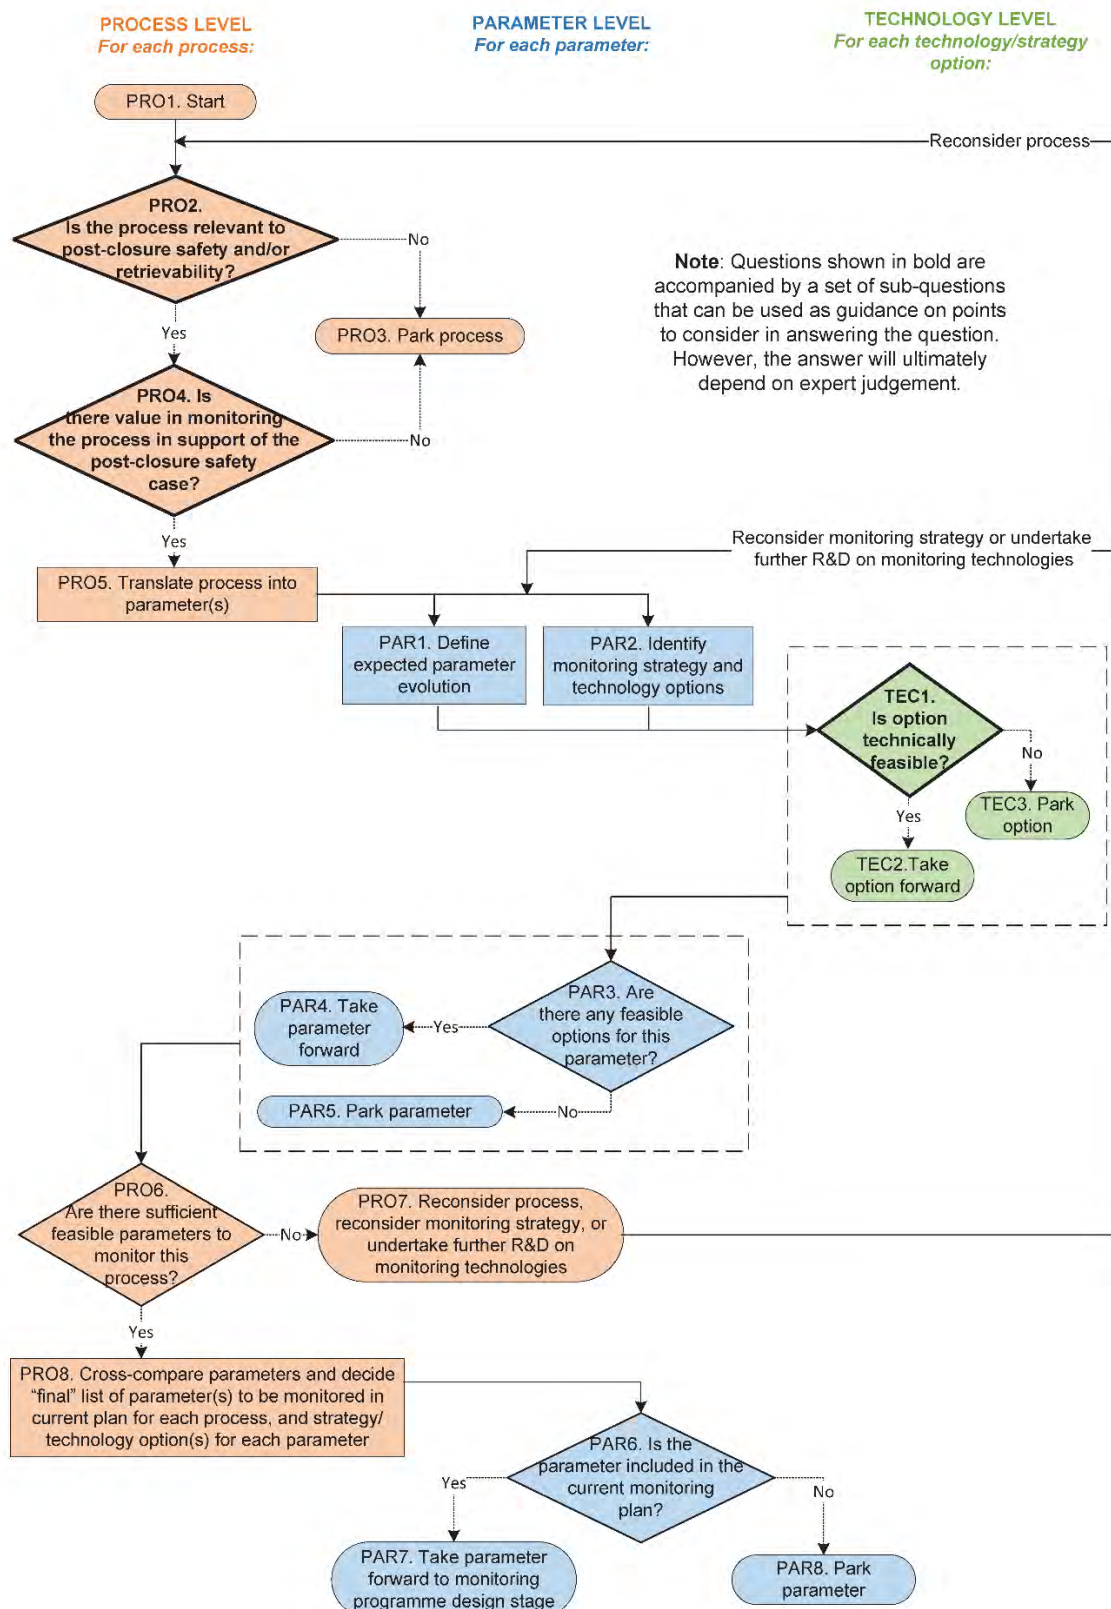 PROCESS LEVEL
For each process:
PARAMETER LEVEL
For each parameter:
TECHNOLOGY LEVEL
For each technology/strategy
option:
PRO1. Start
Reconsider process
PRO2.
Is the process relevant to
post-closure safety and/or
retrievability?
No
Yes
PRO3. Park process
Note: Questions shown in bold are
accompanied by a set of sub-questions
that can be used as guidance on points
to consider in answering the question.
However, the answer will ultimately
depend on expert judgement.
PRO4. Is
there value in monitoring
the process in support of the
post-closure safety
case?
No
Yes
Reconsider monitoring strategy or undertake
further R&D on monitoring technologies
PRO5. Translate process into
parameter(s)
PAR1. Define
expected parameter
evolution
PAR2. Identify
monitoring strategy and
technology options
TEC1.
Is option
technically
feasible?
No
Yes
TEC3. Park
option
TEC2.Take
option forward
PAR3. Are
there any feasible
options for this
parameter?
Yes
PAR4. Take
parameter
forward
No
PAR5. Park parameter
PRO6.
Are there sufficient
feasible parameters to
monitor this
process?
No
PRO7. Reconsider process,
reconsider monitoring strategy, or
undertake further R&D on
monitoring technologies
Yes
PRO8. Cross-compare parameters and decide
“final” list of parameter(s) to be monitored in
current plan for each process, and strategy/
technology option(s) for each parameter
PAR6. Is the
parameter included in the
current monitoring
plan?
Yes
No
PAR7. Take parameter
forward to monitoring
programme design stage
PAR8. Park
parameter